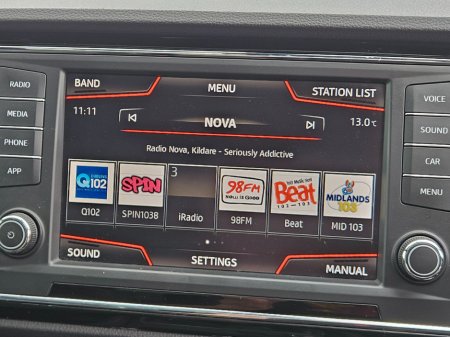 RADIO
MEDIA
PHONE
APP
BAND
MENU
STATION LIST
11:11
NOVA
13.0°c
Radio Nova, Kildare - Seriously Addictive
Q102
SPIN
3
98FM
Beat
102 - 103
MIDLANDS
103
Q102
SPIN1038
iRadio
98FM
Beat
MID 103
SOUND
SETTINGS
MANUAL
VOICE
SOUND
CAR
MENU